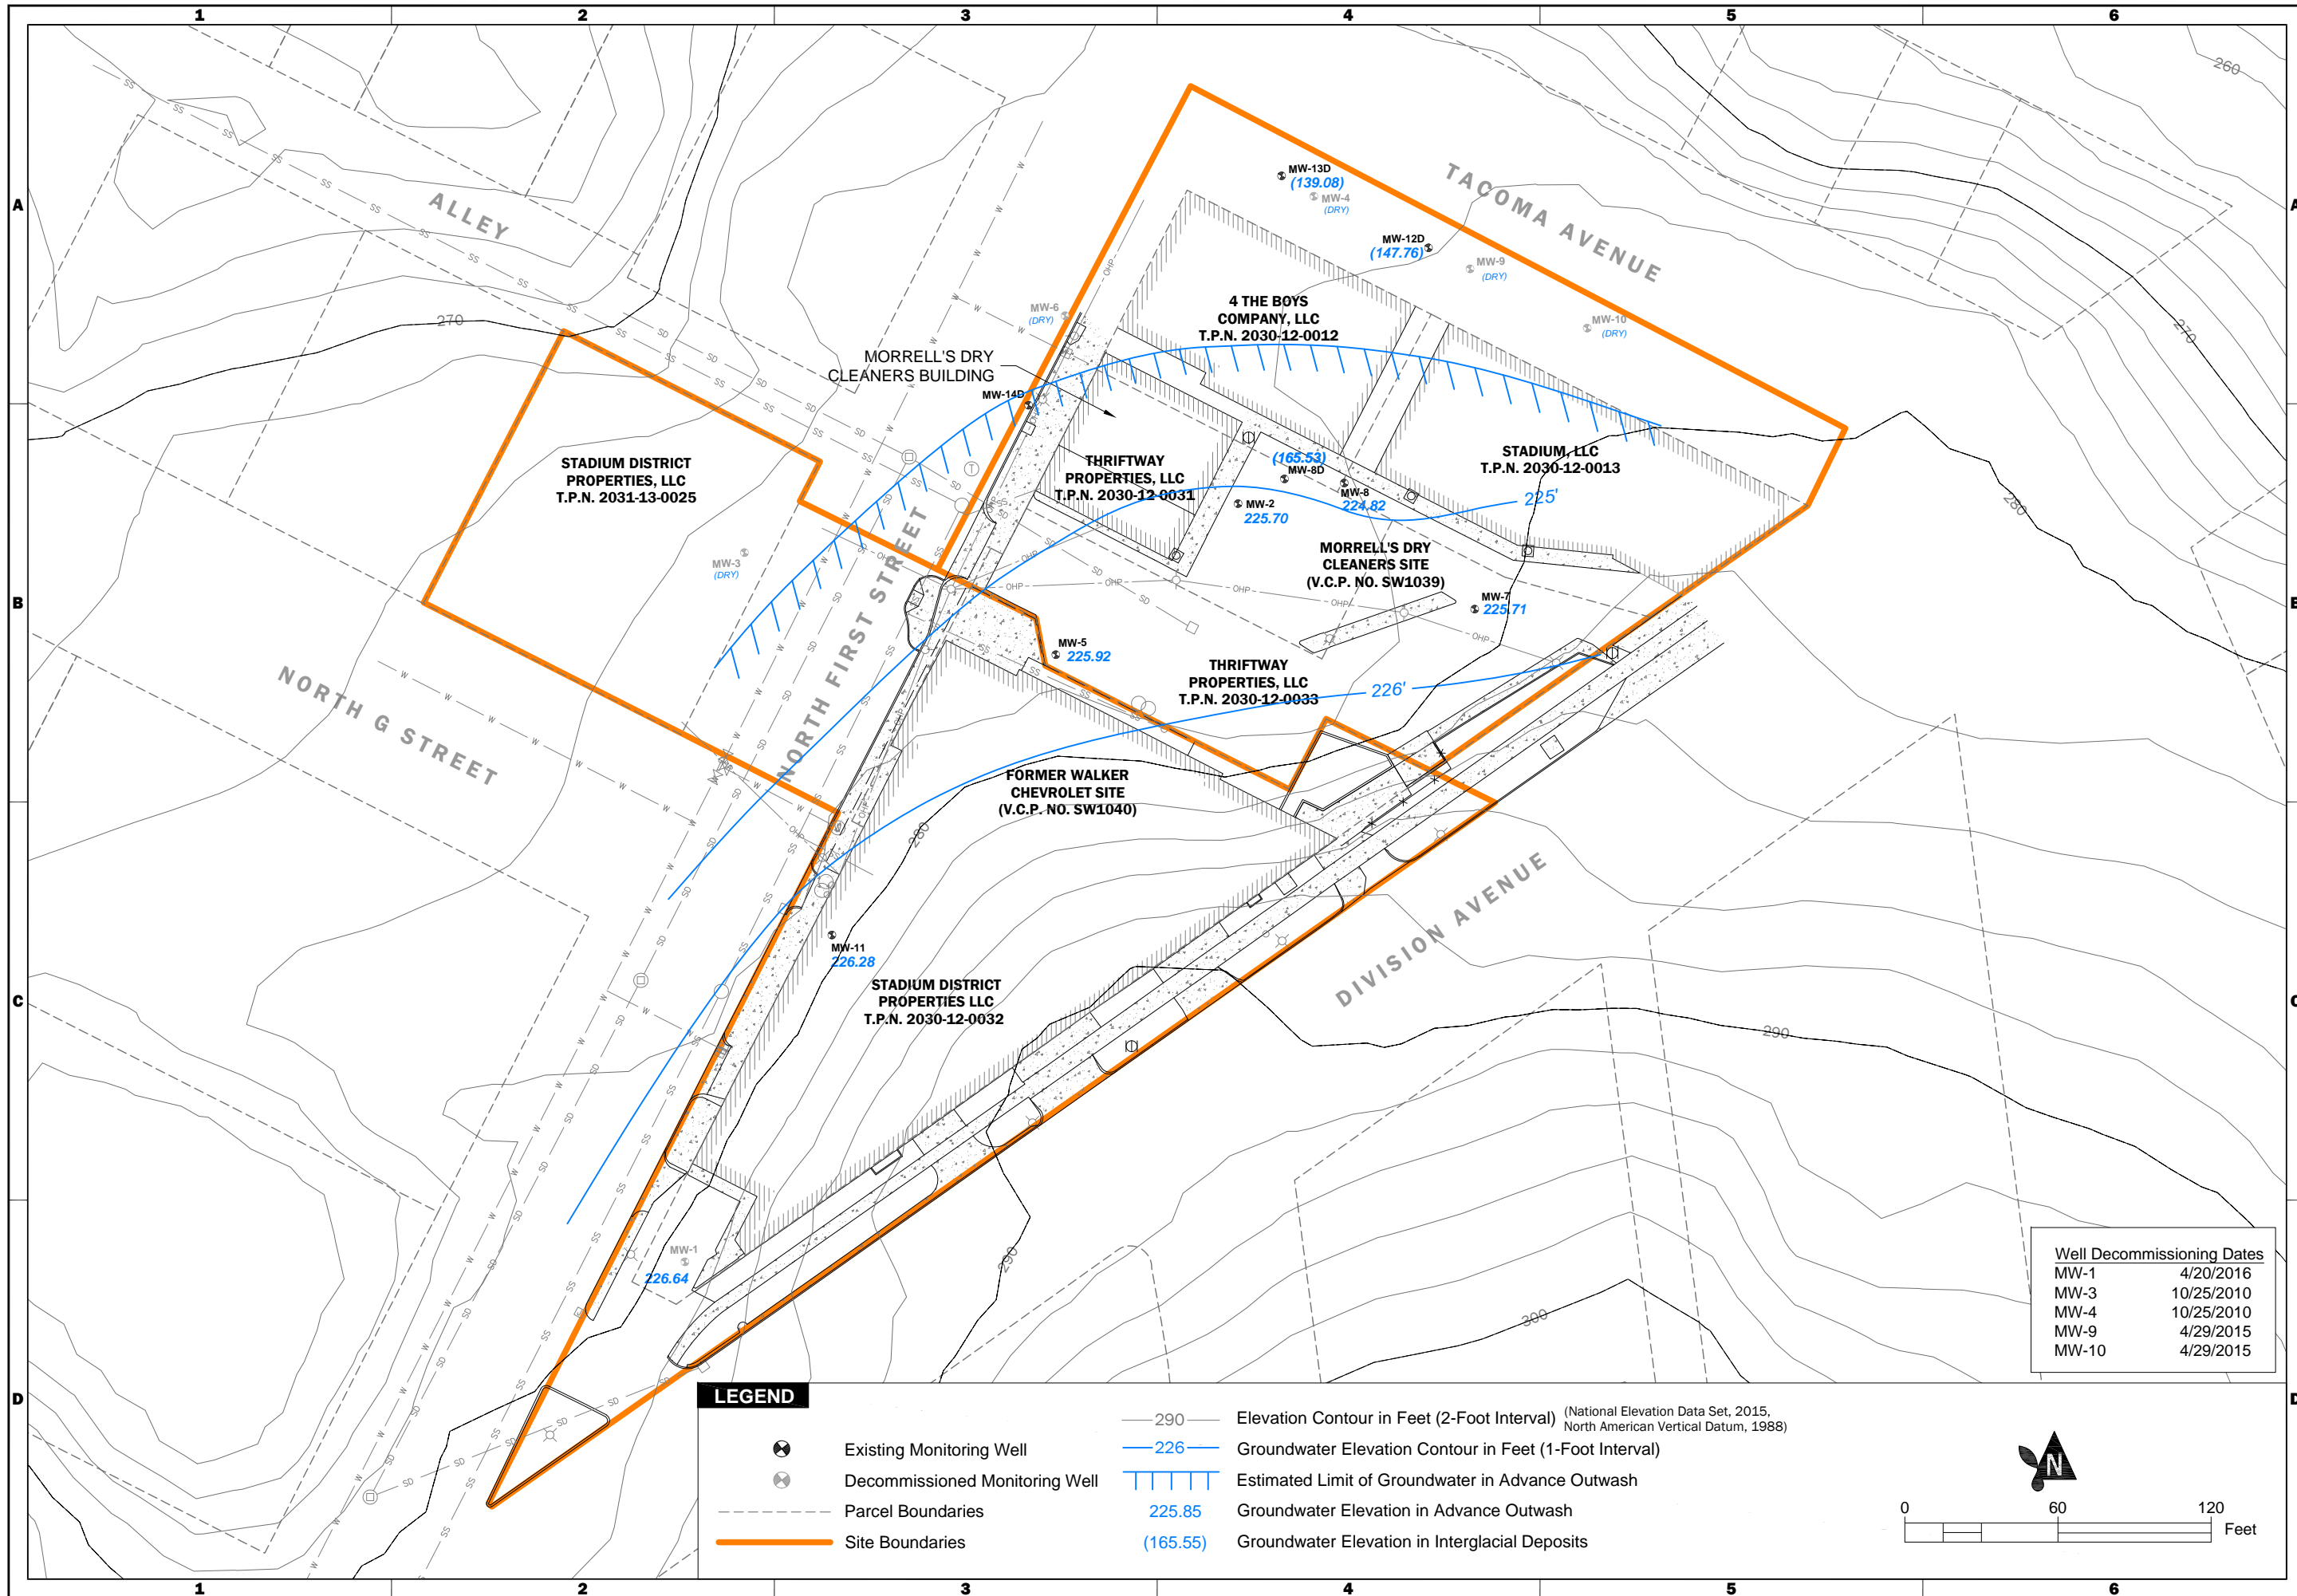 1 2 3 4 5 6
A
A
B
B
C
C
D
D
260
TACOMA AVENUE
ALLEY
MW-13D
(139.08)
MW-4
(DRY)
MW-12D
(147.76)
MW-9
(DRY)
MW-10
(DRY)
MW-6
(DRY)
270
270
4 THE BOYS
COMPANY, LLC
T.P.N. 2030-12-0012
MORRELL'S DRY
CLEANERS BUILDING
MW-14D
STADIUM DISTRICT
PROPERTIES, LLC
T.P.N. 2031-13-0025
THRIFTWAY
PROPERTIES, LLC
T.P.N. 2030-12-0031
(165.53)
MW-8D
MW-8
224.82
MW-2
225.70
STADIUM, LLC
T.P.N. 2030-12-0013
225'
280
MORRELL'S DRY
CLEANERS SITE
(V.C.P. NO. SW1039)
MW-3
(DRY)
MW-7
225.71
NORTH FIRST STREET
MW-5
225.92
THRIFTWAY
PROPERTIES, LLC
T.P.N. 2030-12-0033
226'
NORTH G STREET
FORMER WALKER
CHEVROLET SITE
(V.C.P. NO. SW1040)
280
DIVISION AVENUE
MW-11
226.28
STADIUM DISTRICT
PROPERTIES LLC
T.P.N. 2030-12-0032
290
MW-1
226.64
290
300
Well Decommissioning Dates
MW-1 4/20/2016
MW-3 10/25/2010
MW-4 10/25/2010
MW-9 4/29/2015
MW-10 4/29/2015
LEGEND
Existing Monitoring Well
Decommissioned Monitoring Well
Parcel Boundaries
Site Boundaries
290 Elevation Contour in Feet (2-Foot Interval) (National Elevation Data Set, 2015,
North American Vertical Datum, 1988)
226 Groundwater Elevation Contour in Feet (1-Foot Interval)
Estimated Limit of Groundwater in Advance Outwash
225.85 Groundwater Elevation in Advance Outwash
(165.55) Groundwater Elevation in Interglacial Deposits
N
0 60 120
Feet
1 2 3 4 5 6